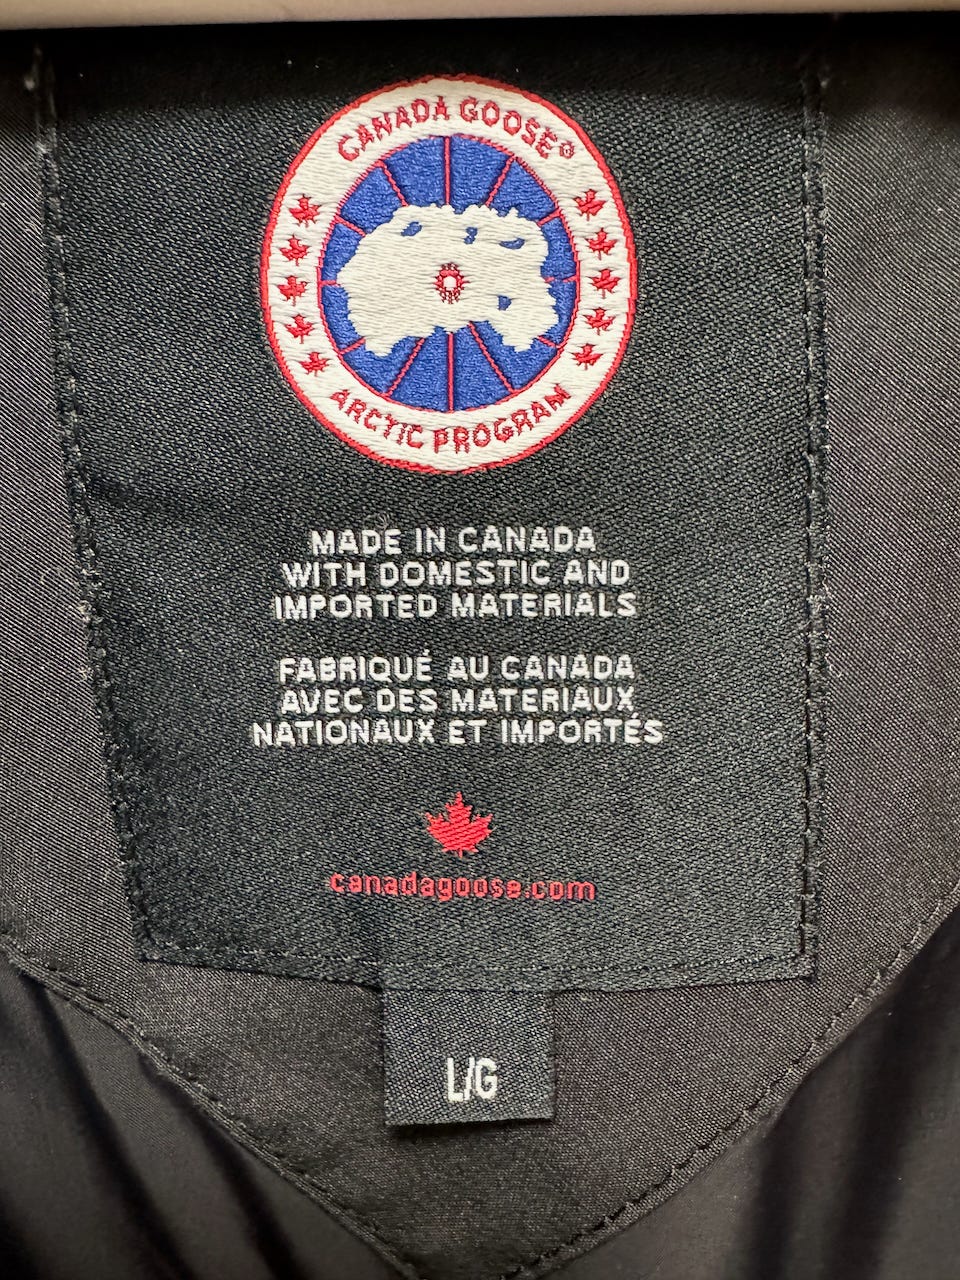 CANADA GOOSE®
ARCTIC PROGRAM
MADE IN CANADA
WITH DOMESTIC AND
IMPORTED MATERIALS
FABRIQUÉ AU CANADA
AVEC DES MATERIAUX
NATIONAUX ET IMPORTÉS
canadagoose.com
L/G